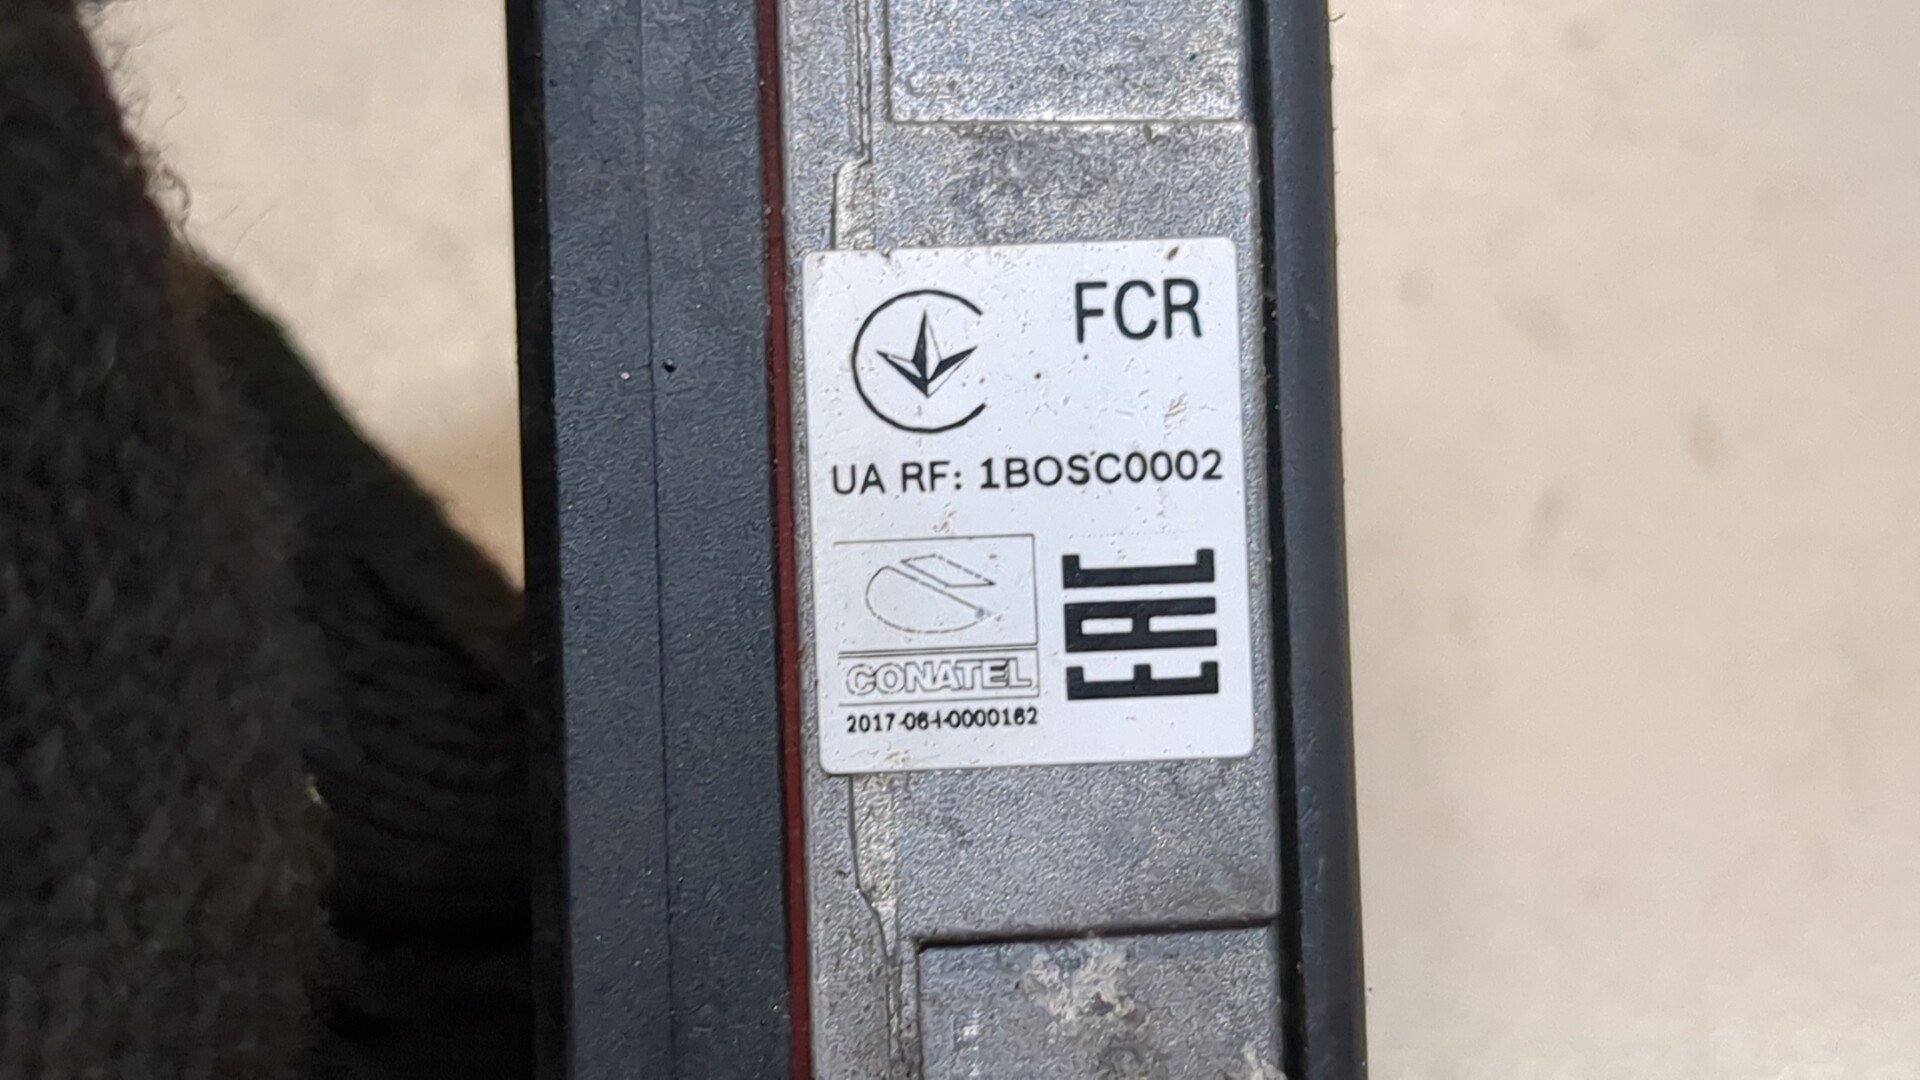 FCR
UA RF: 1BOSC0002
EAC
CONATEL
2017-06-I-0000162